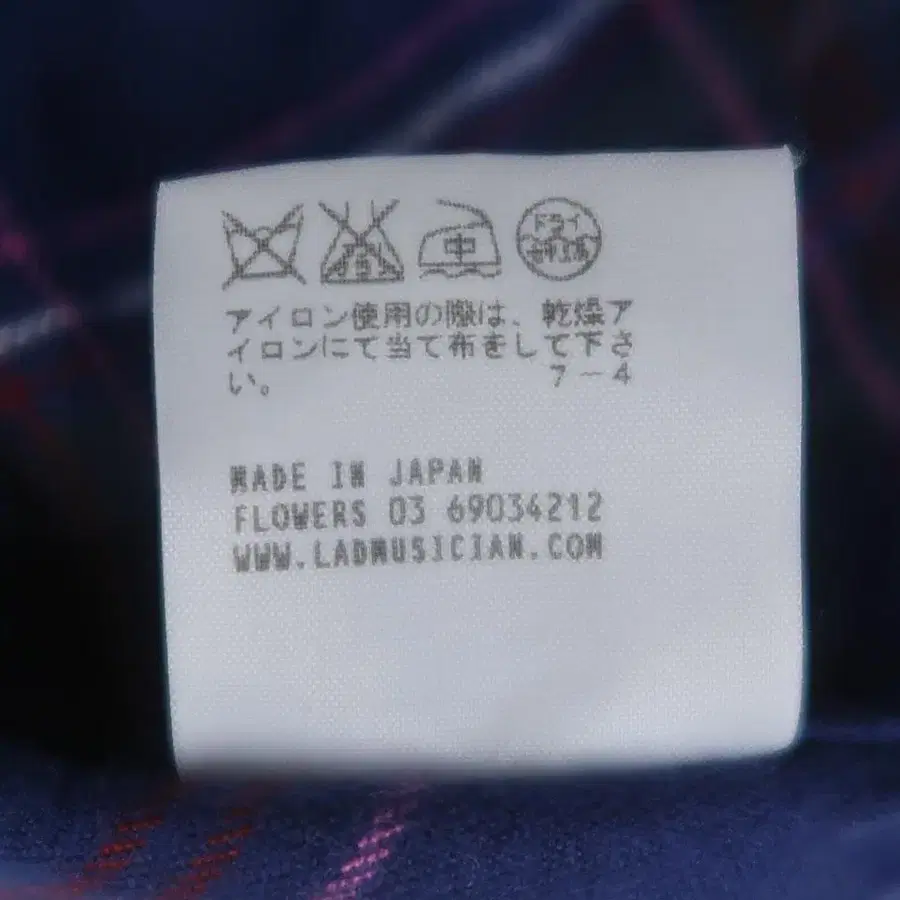 中
ドライ
アイロン使用の際は、乾燥ア
イロンにて当て布をして下さ
い。 7－4
MADE IN JAPAN
FLOWERS 03 69034212
WWW.LADMUSICIAN.COM